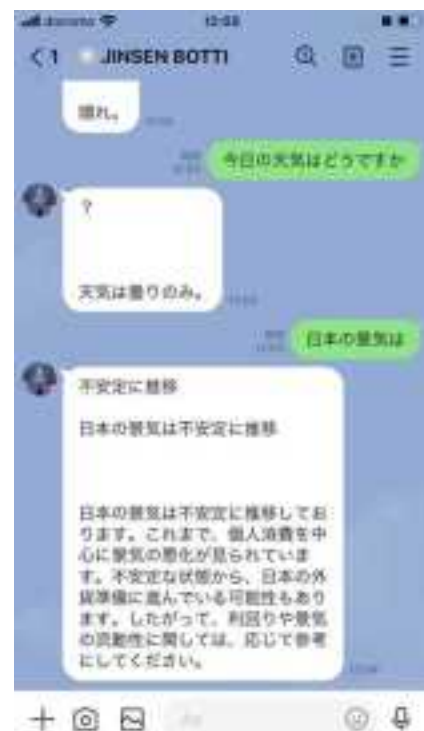 JINSEN BOTTI
晴れ。
今日の天気はどうですか
?
天気は曇りのみ。
日本の景気は
不安定に推移
日本の景気は不安定に推移
日本の景気は不安定に推移してお
ります。これまで、個人消費を中
心に景気の悪化が見られていま
す。不安定な状態から、日本の外
貨準備に進んでいる可能性もあり
ます。したがって、利回りや景気
の流動性に関しては、応じて参考
にしてください。